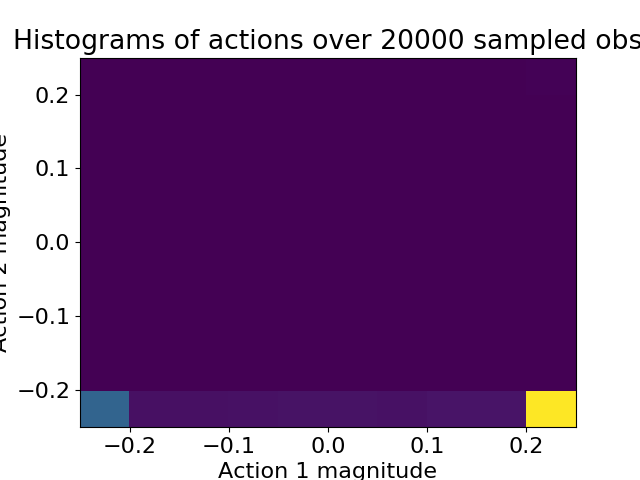 Histograms of actions over 20000 sampled obs
0.2
0.1
0.0
−0.1
−0.2
Action 2 magnitude
−0.2 −0.1 0.0 0.1 0.2
Action 1 magnitude